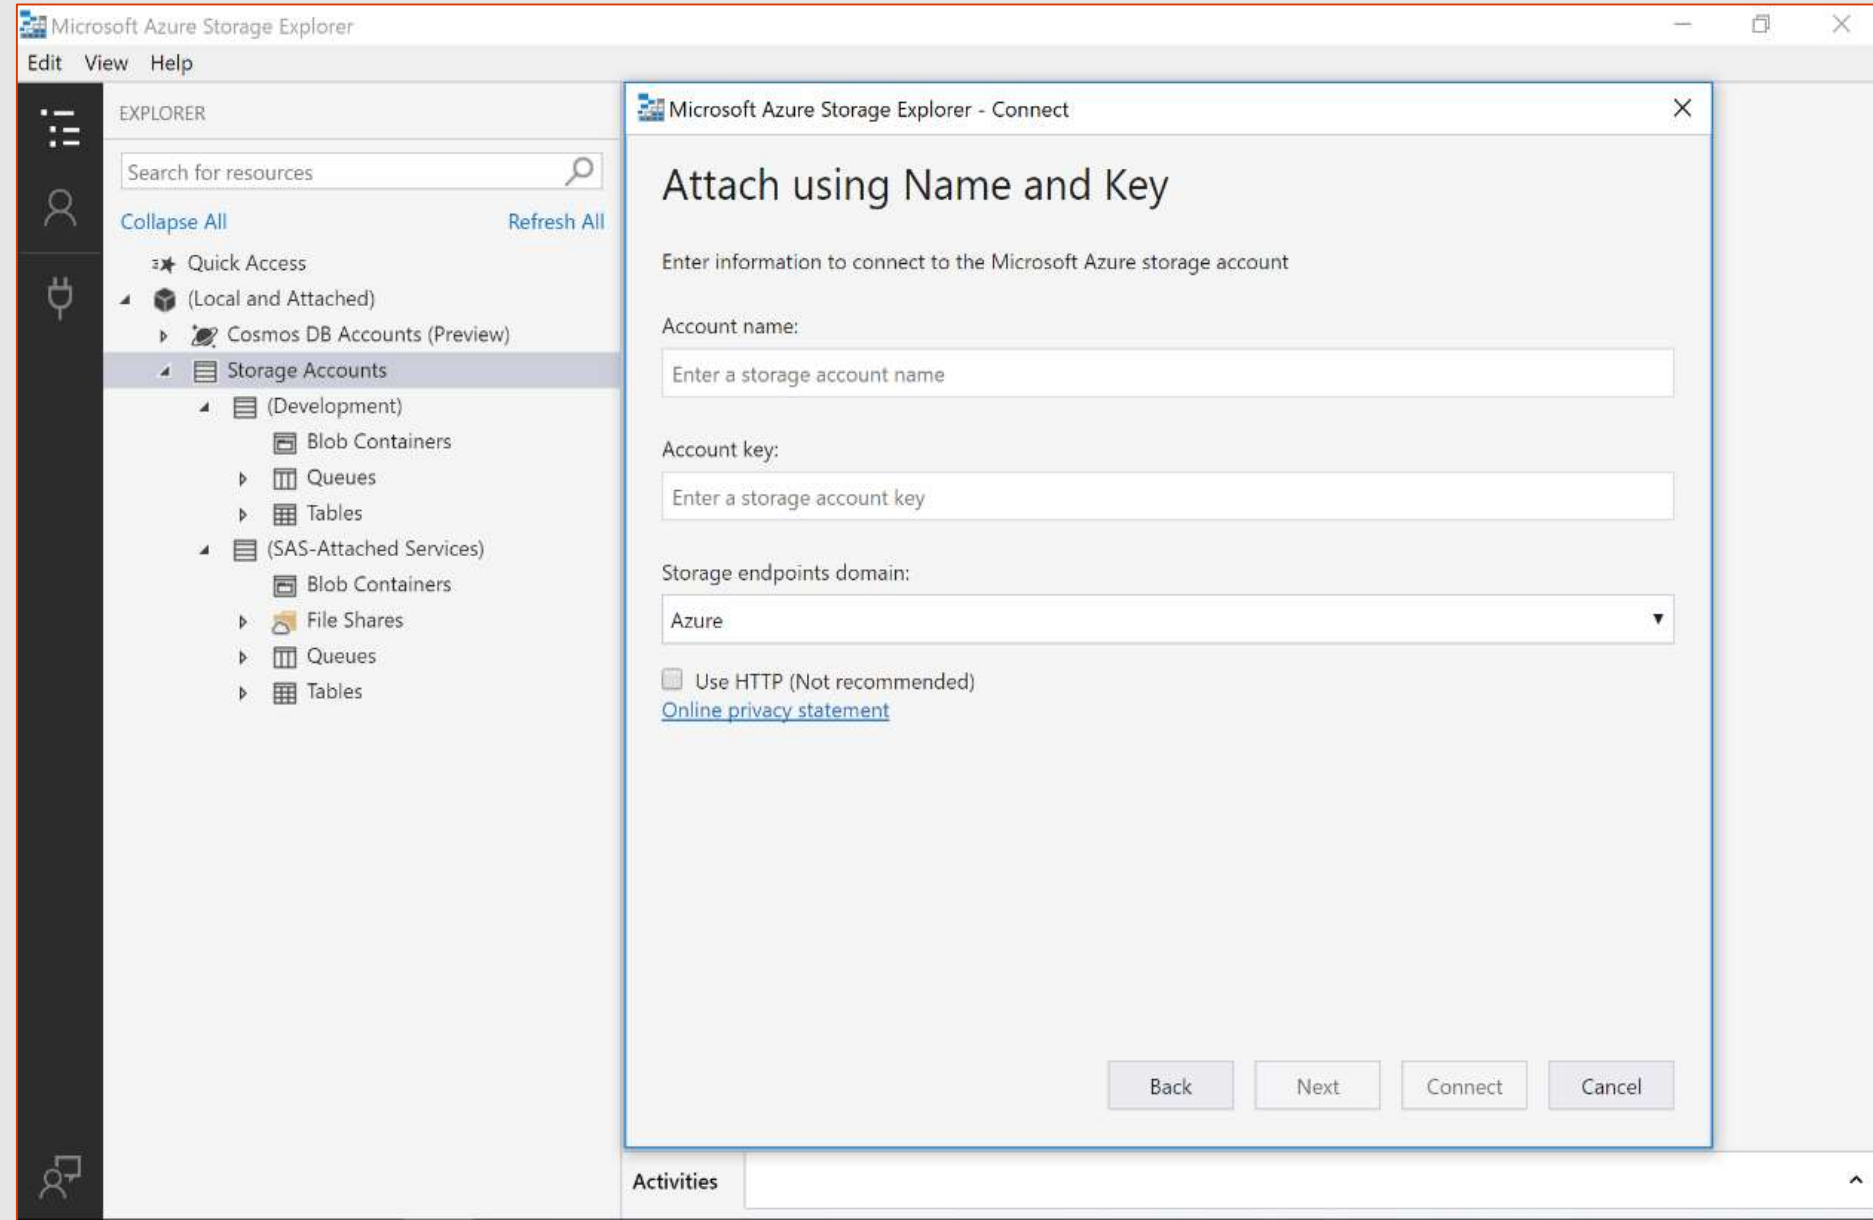 Microsoft Azure Storage Explorer
Edit View Help
EXPLORER
Search for resources
Collapse All Refresh All
Quick Access
(Local and Attached)
Cosmos DB Accounts (Preview)
Storage Accounts
(Development)
Blob Containers
Queues
Tables
(SAS-Attached Services)
Blob Containers
File Shares
Queues
Tables
Microsoft Azure Storage Explorer - Connect
Attach using Name and Key
Enter information to connect to the Microsoft Azure storage account
Account name:
Enter a storage account name
Account key:
Enter a storage account key
Storage endpoints domain:
Azure
Use HTTP (Not recommended)
Online privacy statement
Back Next Connect Cancel
Activities